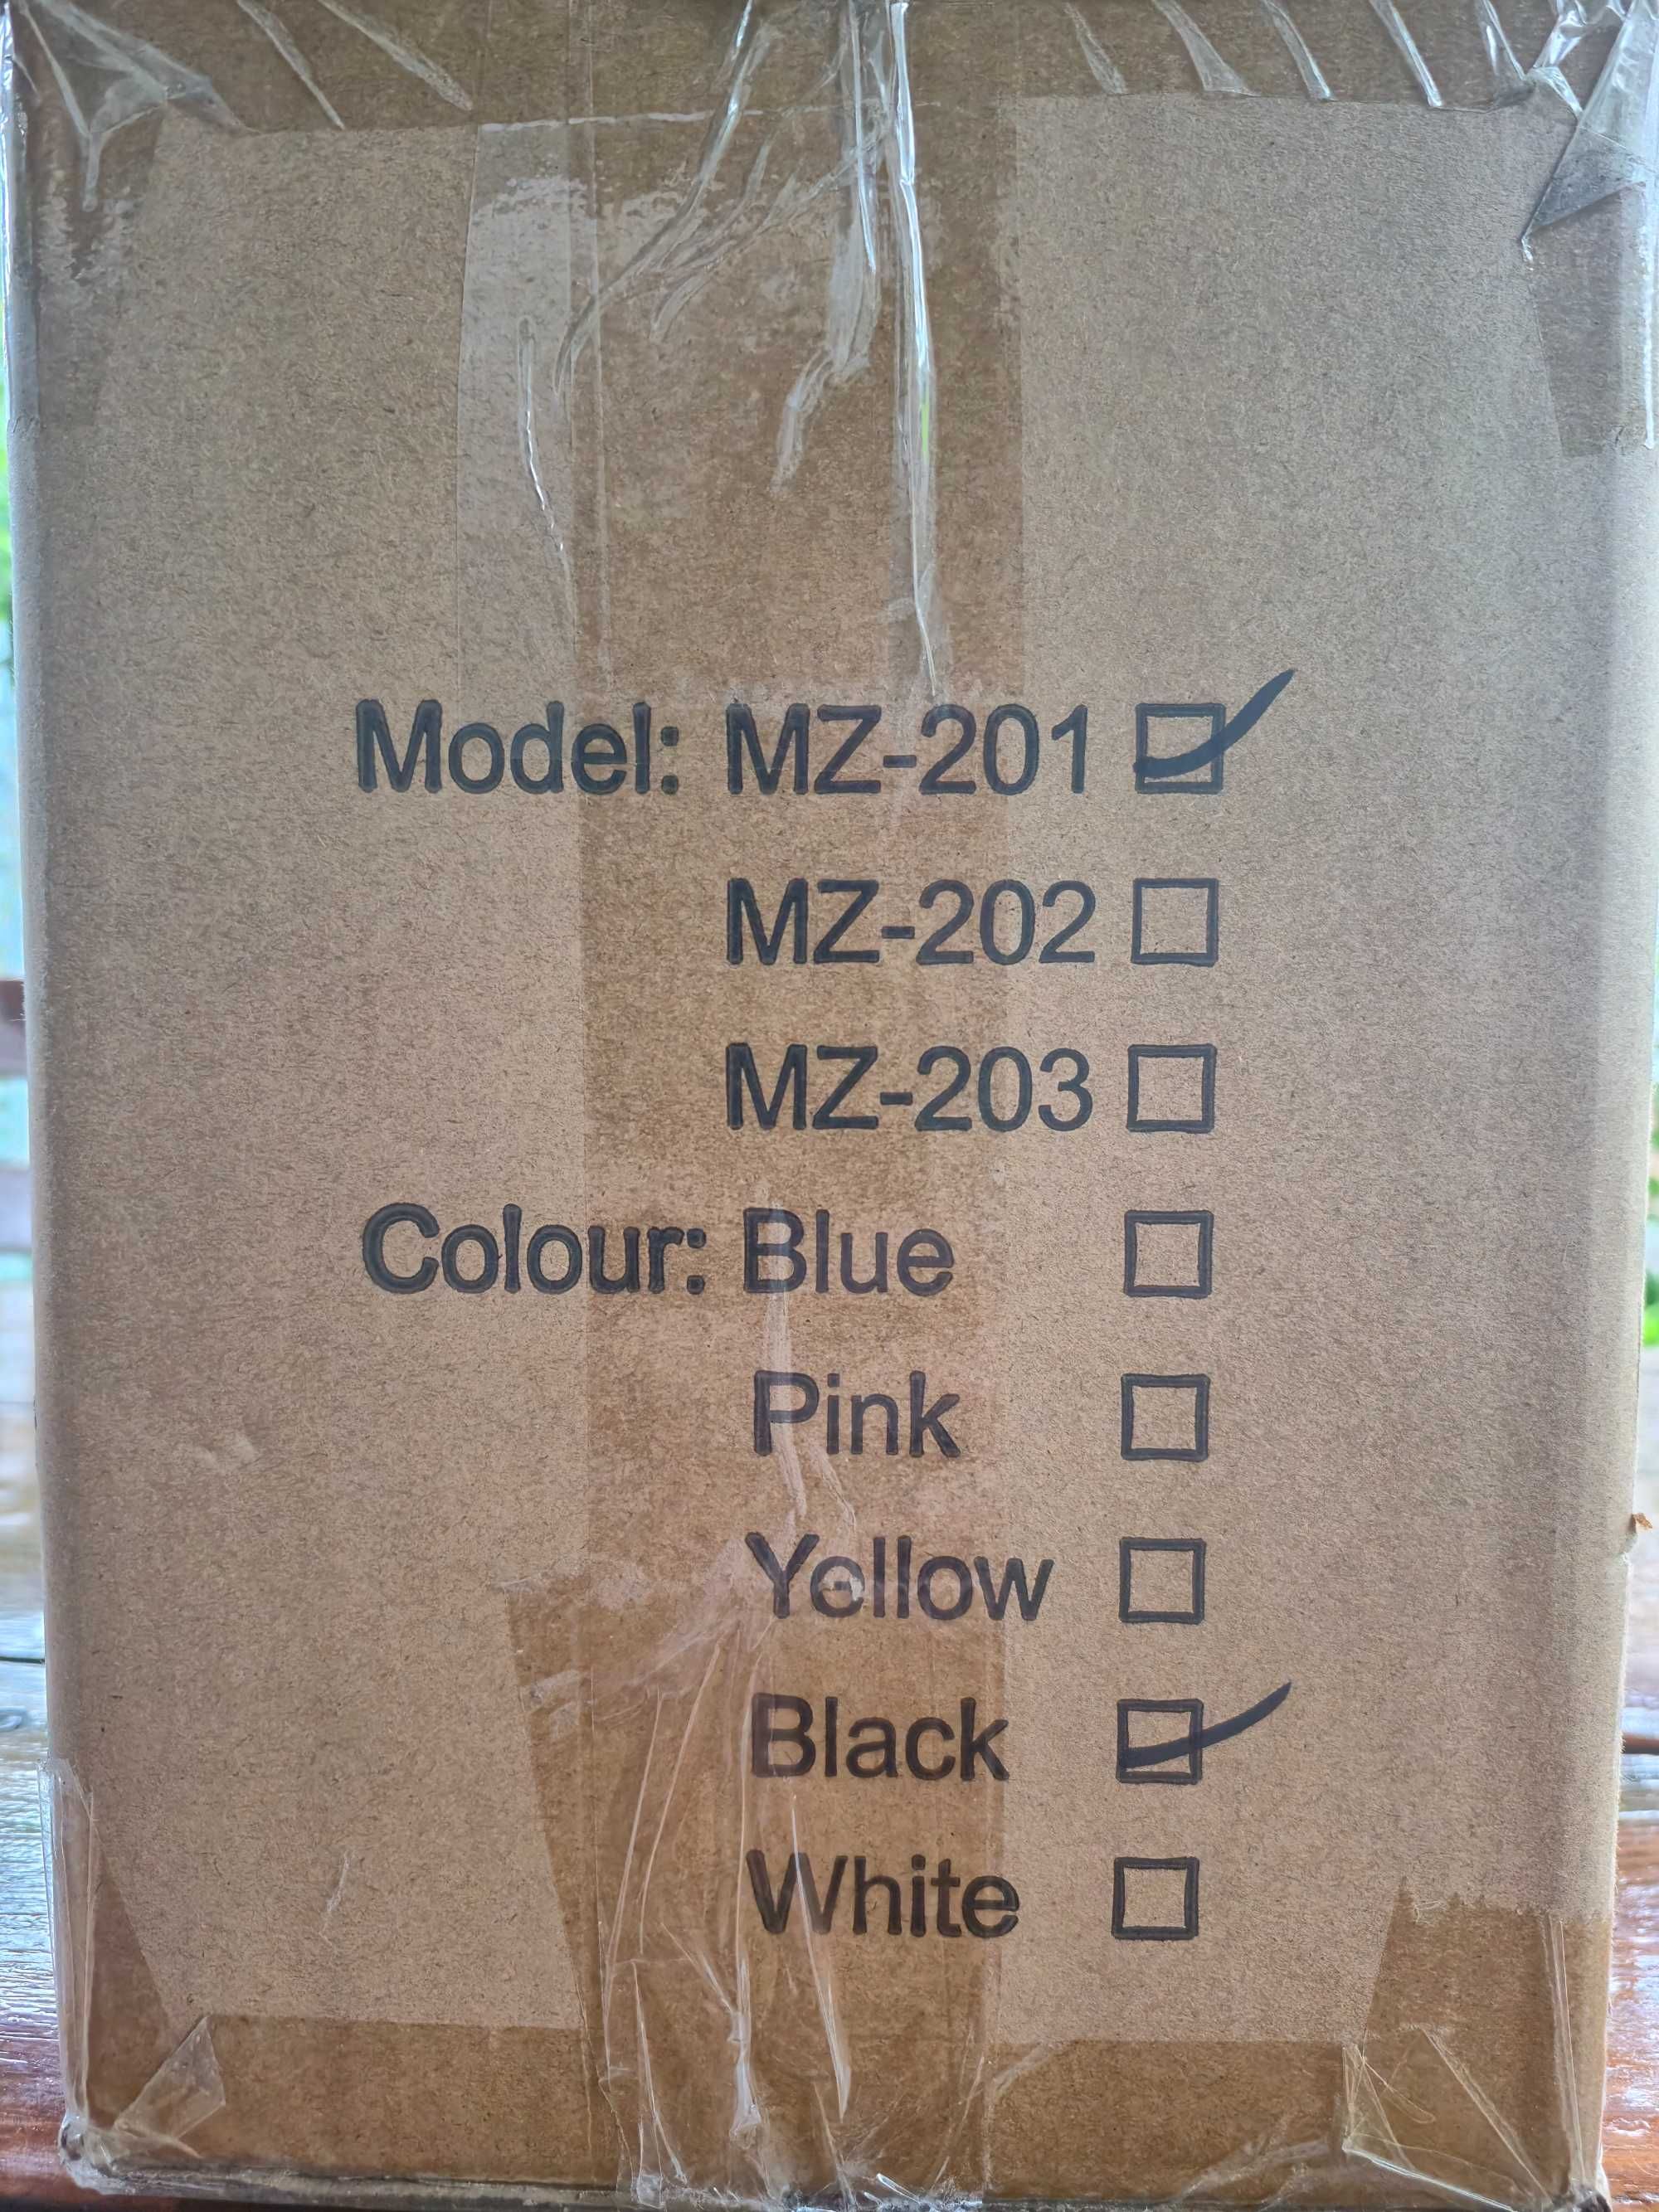 Model: MZ-201 ☑
MZ-202 ☐
MZ-203 ☐
Colour: Blue ☐
Pink ☐
Yellow ☐
Black ☑
White ☐